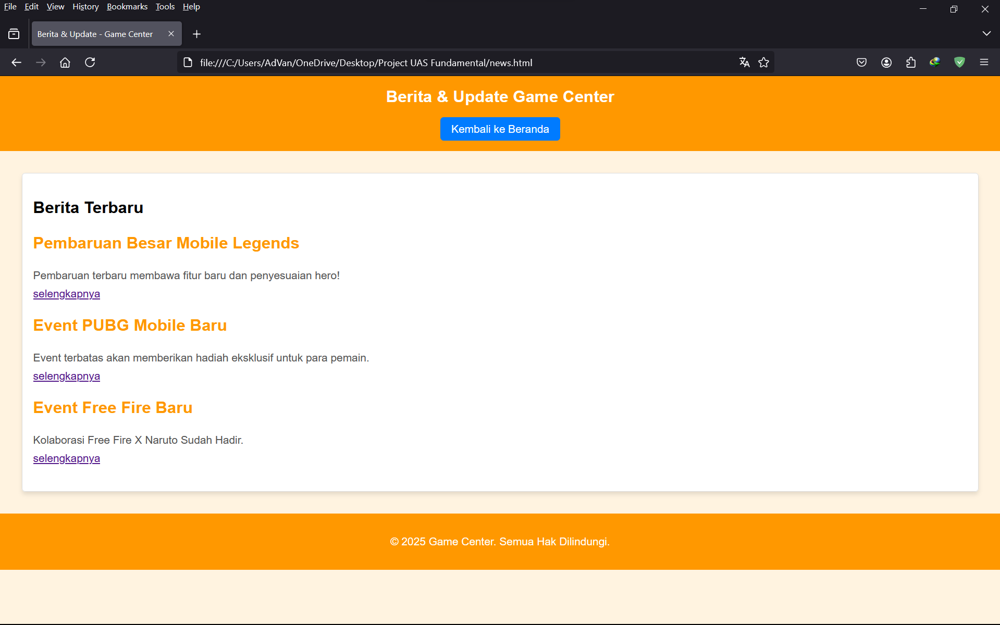 File Edit View History Bookmarks Tools Help
Berita & Update - Game Center
file:///C:/Users/AdVan/OneDrive/Desktop/Project UAS Fundamental/news.html
Berita & Update Game Center
Kembali ke Beranda
Berita Terbaru
Pembaruan Besar Mobile Legends
Pembaruan terbaru membawa fitur baru dan penyesuaian hero!
selengkapnya
Event PUBG Mobile Baru
Event terbatas akan memberikan hadiah eksklusif untuk para pemain.
selengkapnya
Event Free Fire Baru
Kolaborasi Free Fire X Naruto Sudah Hadir.
selengkapnya
© 2025 Game Center. Semua Hak Dilindungi.